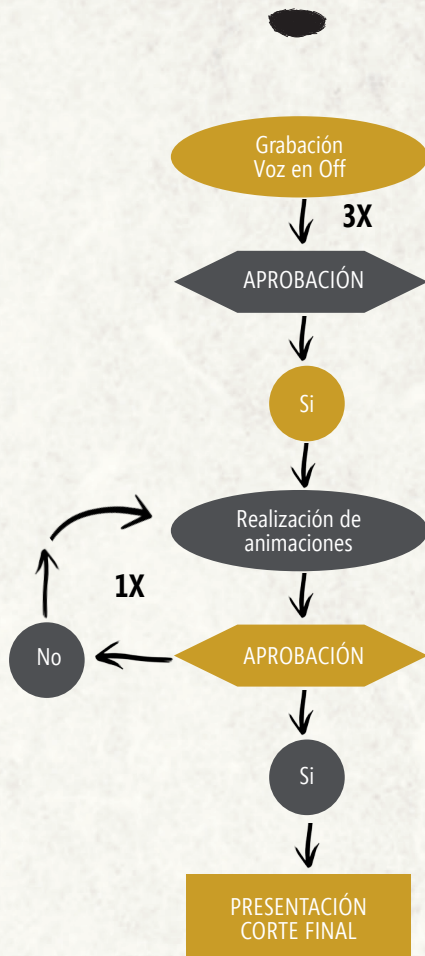 Grabación
Voz en Off
3X
APROBACIÓN
Si
Realización de
animaciones
1X
No
APROBACIÓN
Si
PRESENTACIÓN
CORTE FINAL